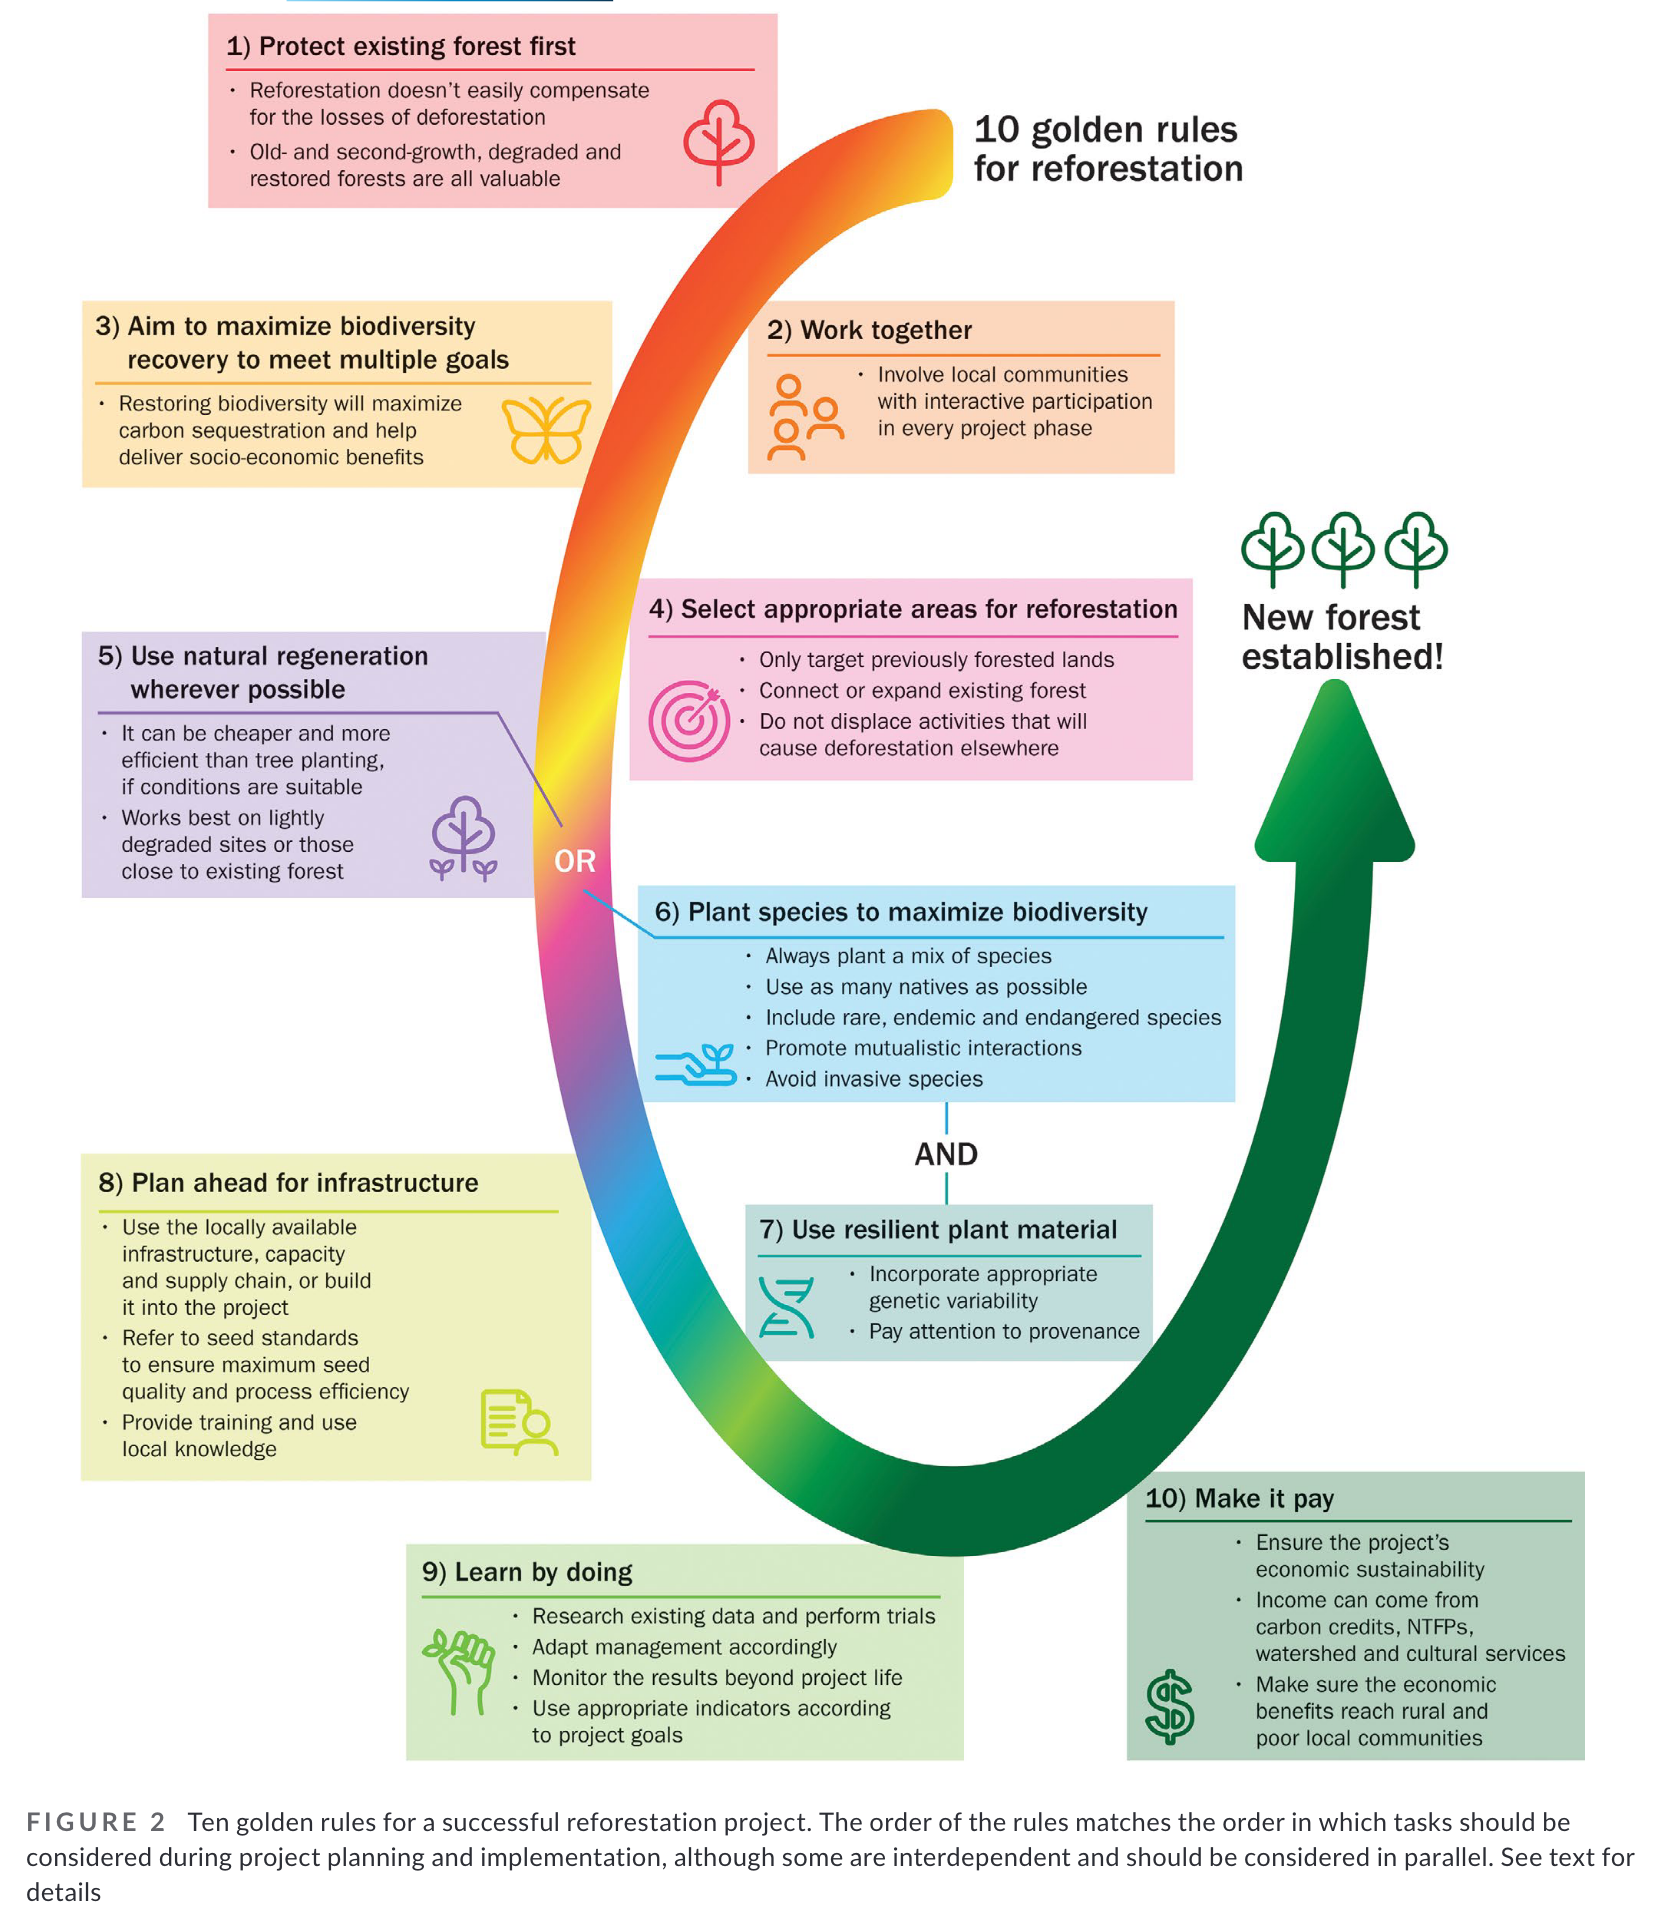 10 golden rules
for reforestation
1) Protect existing forest first
• Reforestation doesn't easily compensate
for the losses of deforestation
• Old- and second-growth, degraded and
restored forests are all valuable
2) Work together
• Involve local communities
with interactive participation
in every project phase
3) Aim to maximize biodiversity
recovery to meet multiple goals
• Restoring biodiversity will maximize
carbon sequestration and help
deliver socio-economic benefits
4) Select appropriate areas for reforestation
• Only target previously forested lands
• Connect or expand existing forest
• Do not displace activities that will
cause deforestation elsewhere
5) Use natural regeneration
wherever possible
• It can be cheaper and more
efficient than tree planting,
if conditions are suitable
• Works best on lightly
degraded sites or those
close to existing forest
OR
6) Plant species to maximize biodiversity
• Always plant a mix of species
• Use as many natives as possible
• Include rare, endemic and endangered species
• Promote mutualistic interactions
• Avoid invasive species
AND
7) Use resilient plant material
• Incorporate appropriate
genetic variability
• Pay attention to provenance
8) Plan ahead for infrastructure
• Use the locally available
infrastructure, capacity
and supply chain, or build
it into the project
• Refer to seed standards
to ensure maximum seed
quality and process efficiency
• Provide training and use
local knowledge
9) Learn by doing
• Research existing data and perform trials
• Adapt management accordingly
• Monitor the results beyond project life
• Use appropriate indicators according
to project goals
10) Make it pay
• Ensure the project's
economic sustainability
• Income can come from
carbon credits, NTFPs,
watershed and cultural services
• Make sure the economic
benefits reach rural and
poor local communities
New forest
established!
FIGURE 2 Ten golden rules for a successful reforestation project. The order of the rules matches the order in which tasks should be
considered during project planning and implementation, although some are interdependent and should be considered in parallel. See text for
details